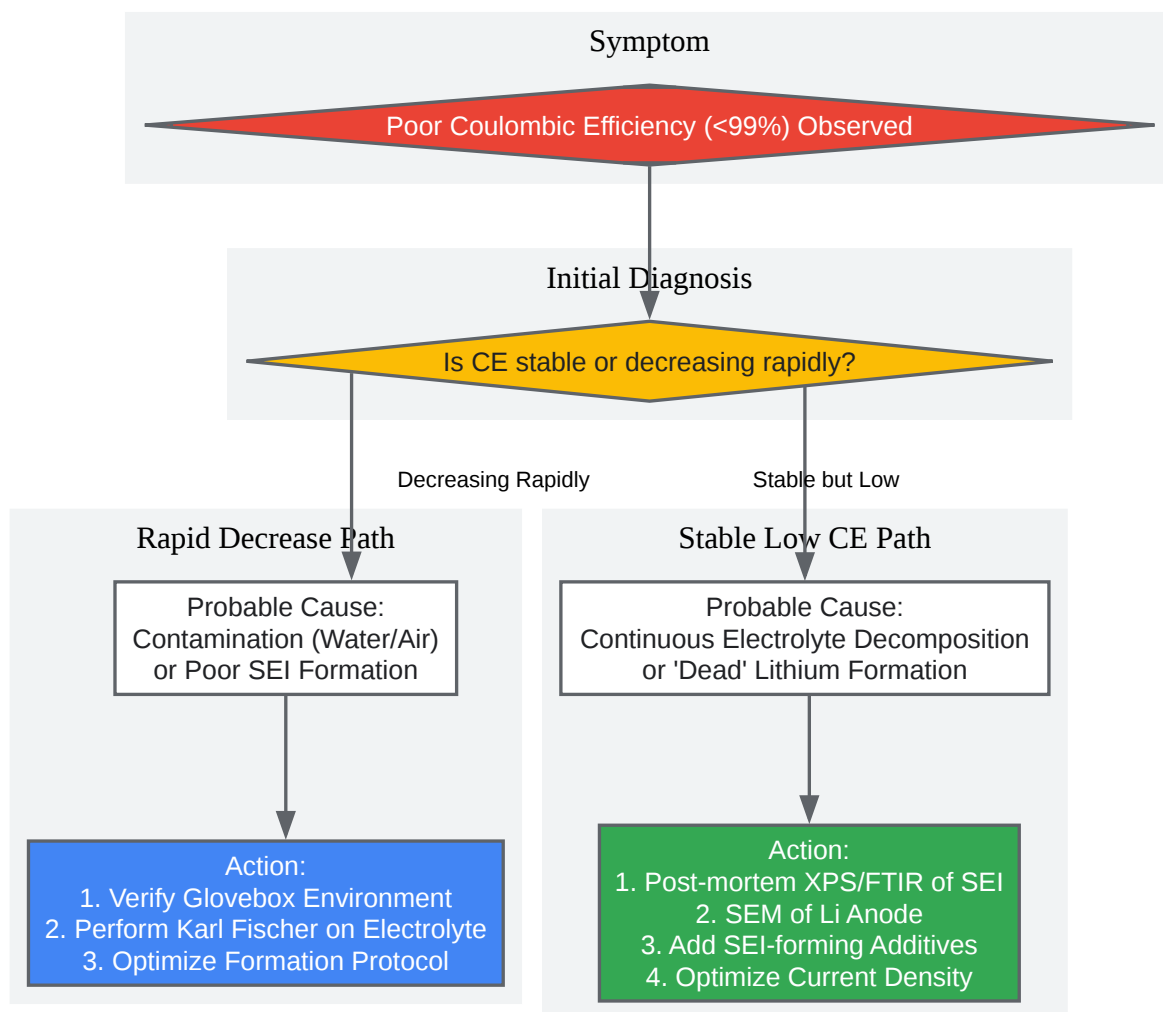 Symptom
Poor Coulombic Efficiency (<99%) Observed
Initial Diagnosis
Is CE stable or decreasing rapidly?
Decreasing Rapidly
Stable but Low
Rapid Decrease Path
Probable Cause:
Contamination (Water/Air)
or Poor SEI Formation
Action:
1. Verify Glovebox Environment
2. Perform Karl Fischer on Electrolyte
3. Optimize Formation Protocol
Stable Low CE Path
Probable Cause:
Continuous Electrolyte Decomposition
or 'Dead' Lithium Formation
Action:
1. Post-mortem XPS/FTIR of SEI
2. SEM of Li Anode
3. Add SEI-forming Additives
4. Optimize Current Density